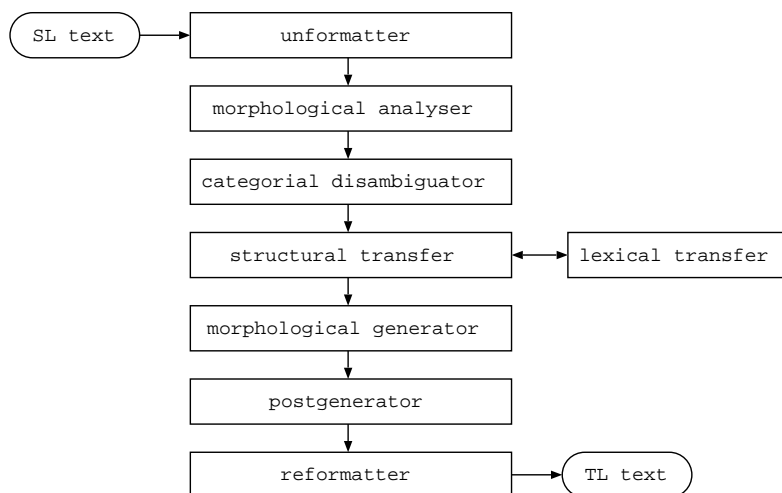 SL text
unformatter
morphological analyser
categorial disambiguator
structural transfer
lexical transfer
morphological generator
postgenerator
reformatter
TL text